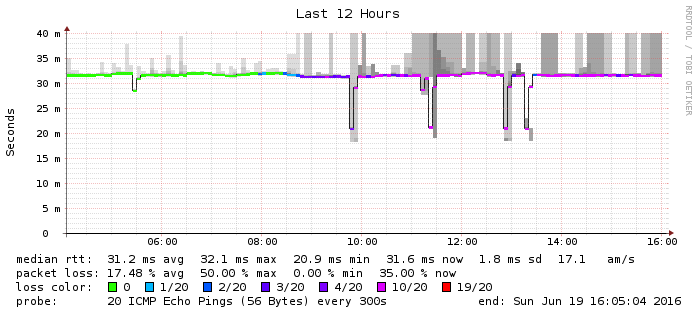 Last 12 Hours
RRDTOOL / TOBI OETIKER
Seconds
40 m
35 m
30 m
25 m
20 m
15 m
10 m
5 m
0
06:00 08:00 10:00 12:00 14:00 16:00
median rtt: 31.2 ms avg 32.1 ms max 20.9 ms min 31.6 ms now 1.8 ms sd 17.1 am/s
packet loss: 17.48 % avg 50.00 % max 0.00 % min 35.00 % now
loss color: 0 1/20 2/20 3/20 4/20 10/20 19/20
probe: 20 ICMP Echo Pings (56 Bytes) every 300s end: Sun Jun 19 16:05:04 2016